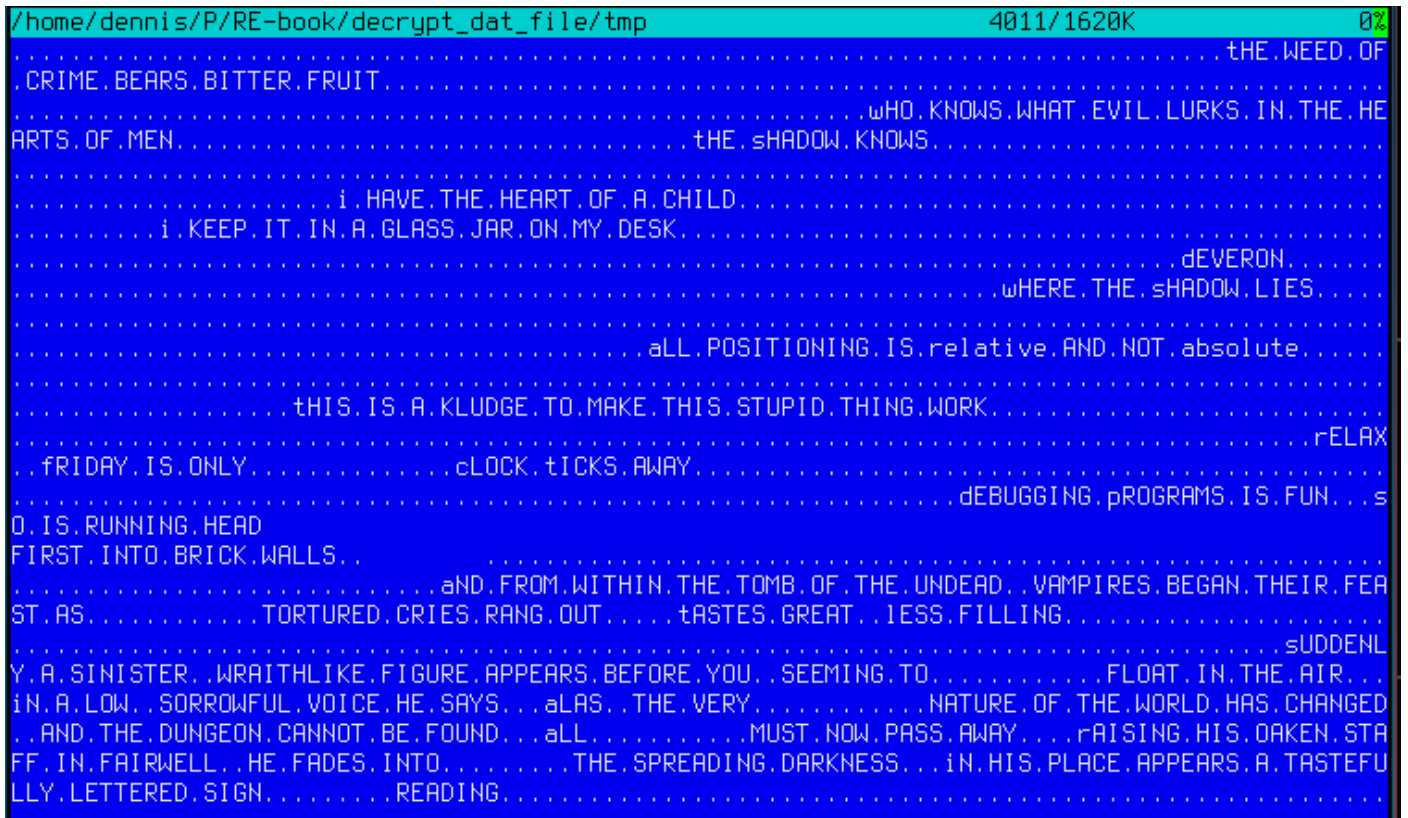 /home/dennis/P/RE-book/decrypt_dat_file/tmp 4011/1620K 0%
..................................................................................tHE.WEED.OF
.CRIME.BEARS.BITTER.FRUIT....................................................................
..........................................................wHO.KNOWS.WHAT.EVIL.LURKS.IN.THE.HE
ARTS.OF.MEN...................................tHE.sHADOW.KNOWS...............................
.............................................................................................
......................i.HAVE.THE.HEART.OF.A.CHILD............................................
..........i.KEEP.IT.IN.A.GLASS.JAR.ON.MY.DESK................................................
...............................................................................dEVERON.......
...................................................................wHERE.THE.sHADOW.LIES.....
.............................................................................................
...........................................aLL.POSITIONING.IS.relative.AND.NOT.absolute......
.............................................................................................
...................tHIS.IS.A.KLUDGE.TO.MAKE.THIS.STUPID.THING.WORK...........................
........................................................................................rELAX
..fRIDAY.IS.ONLY..............cLOCK.tICKS.AWAY...............................................
................................................................dEBUGGING.pROGRAMS.IS.FUN...s
O.IS.RUNNING.HEAD
FIRST.INTO.BRICK.WALLS..        .............................................................
.............................aND.FROM.WITHIN.THE.TOMB.OF.THE.UNDEAD..VAMPIRES.BEGAN.THEIR.FEA
ST.AS............TORTURED.CRIES.RANG.OUT.....tASTES.GREAT..lESS.FILLING......................
......................................................................................sUDDENL
Y.A.SINISTER..WRAITHLIKE.FIGURE.APPEARS.BEFORE.YOU..SEEMING.TO............FLOAT.IN.THE.AIR...
iN.A.LOW..SORROWFUL.VOICE.HE.SAYS...aLAS..THE.VERY............NATURE.OF.THE.WORLD.HAS.CHANGED
..AND.THE.DUNGEON.CANNOT.BE.FOUND...aLL............MUST.NOW.PASS.AWAY....rAISING.HIS.OAKEN.STA
FF.IN.FAIRWELL..HE.FADES.INTO.........THE.SPREADING.DARKNESS...iN.HIS.PLACE.APPEARS.A.TASTEFU
LLY.LETTERED.SIGN.........READING............................................................